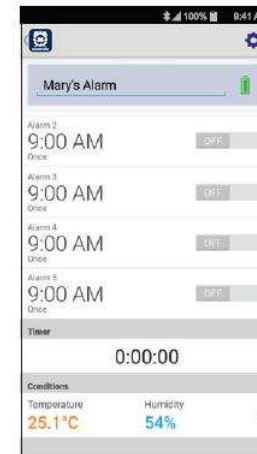 100% 9:41 A
Mary's Alarm
Alarm 2
9:00 AM
OFF
Once
Alarm 3
9:00 AM
OFF
Once
Alarm 4
9:00 AM
OFF
Once
Alarm 5
9:00 AM
OFF
Once
Timer
0:00:00
Conditions
Temperature Humidity
25.1°C 54%